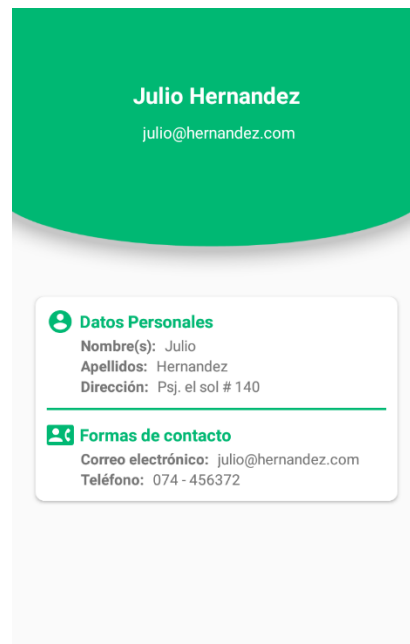 Julio Hernandez
julio@hernandez.com
Datos Personales
Nombre(s): Julio
Apellidos: Hernandez
Dirección: Psj. el sol # 140
Formas de contacto
Correo electrónico: julio@hernandez.com
Teléfono: 074 - 456372